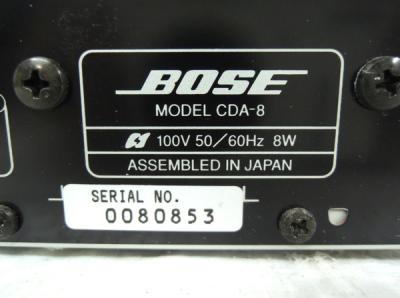 BOSE
MODEL CDA-8
100V 50/60Hz 8W
ASSEMBLED IN JAPAN
SERIAL NO.
0080853